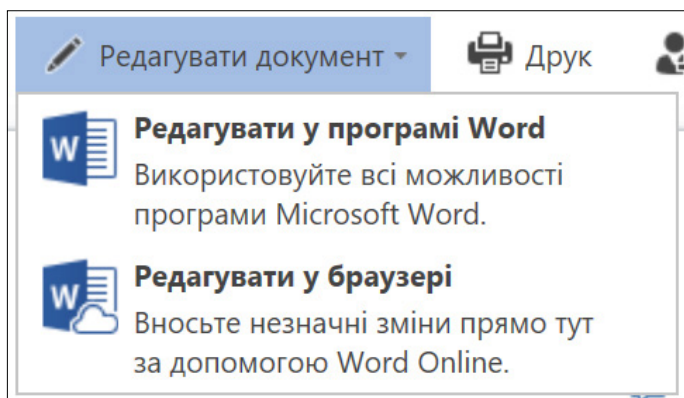 Редагувати документ Друк
Редагувати у програмі Word
Використовуйте всі можливості
програми Microsoft Word.
Редагувати у браузері
Вносьте незначні зміни прямо тут
за допомогою Word Online.